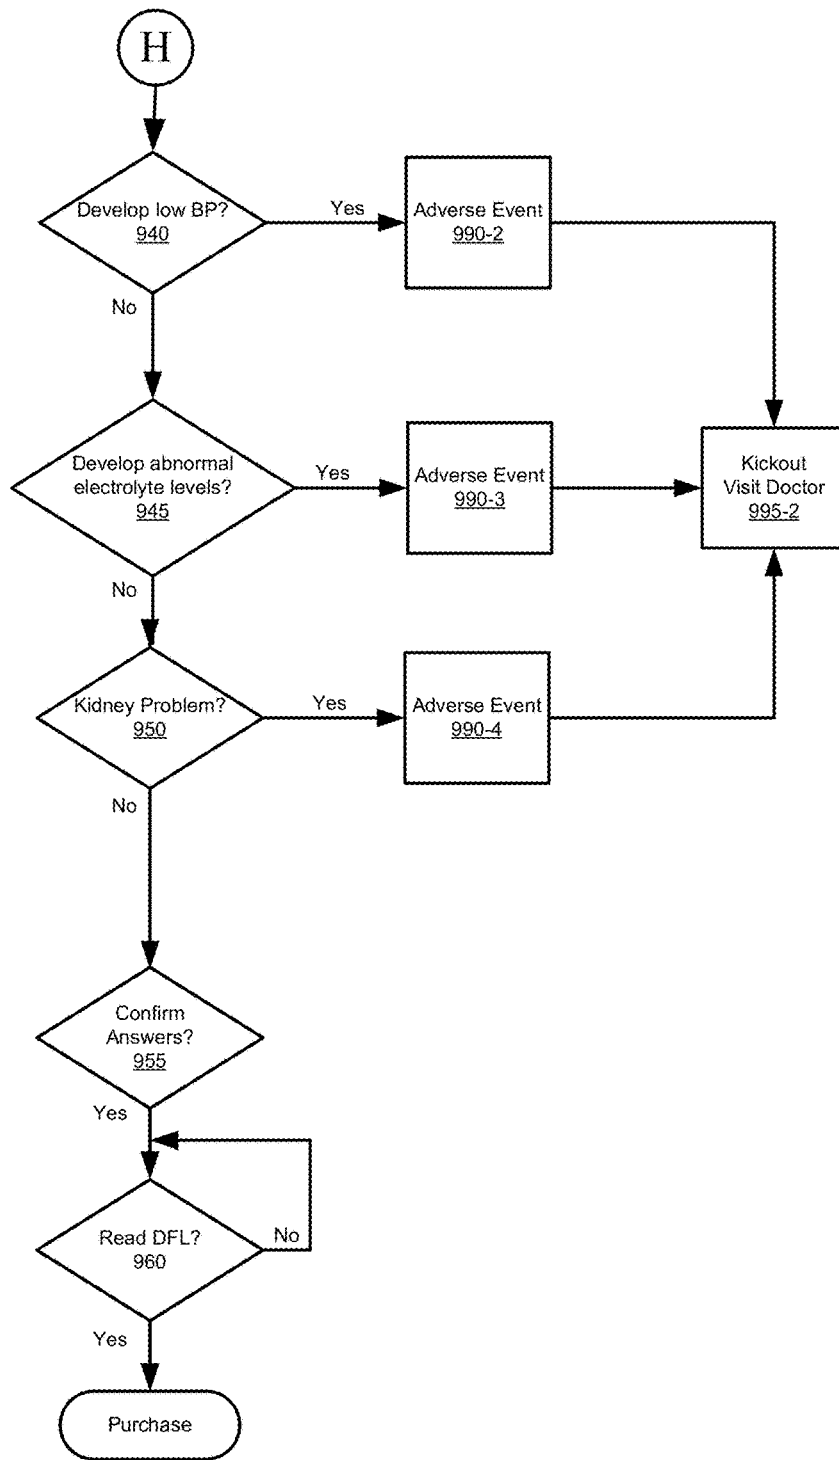 H
Develop low BP?
940
Yes
Adverse Event
990-2
No
Develop abnormal
electrolyte levels?
945
Yes
Adverse Event
990-3
Kickout
Visit Doctor
995-2
No
Kidney Problem?
950
Yes
Adverse Event
990-4
No
Confirm
Answers?
955
Yes
Read DFL?
960
No
Yes
Purchase